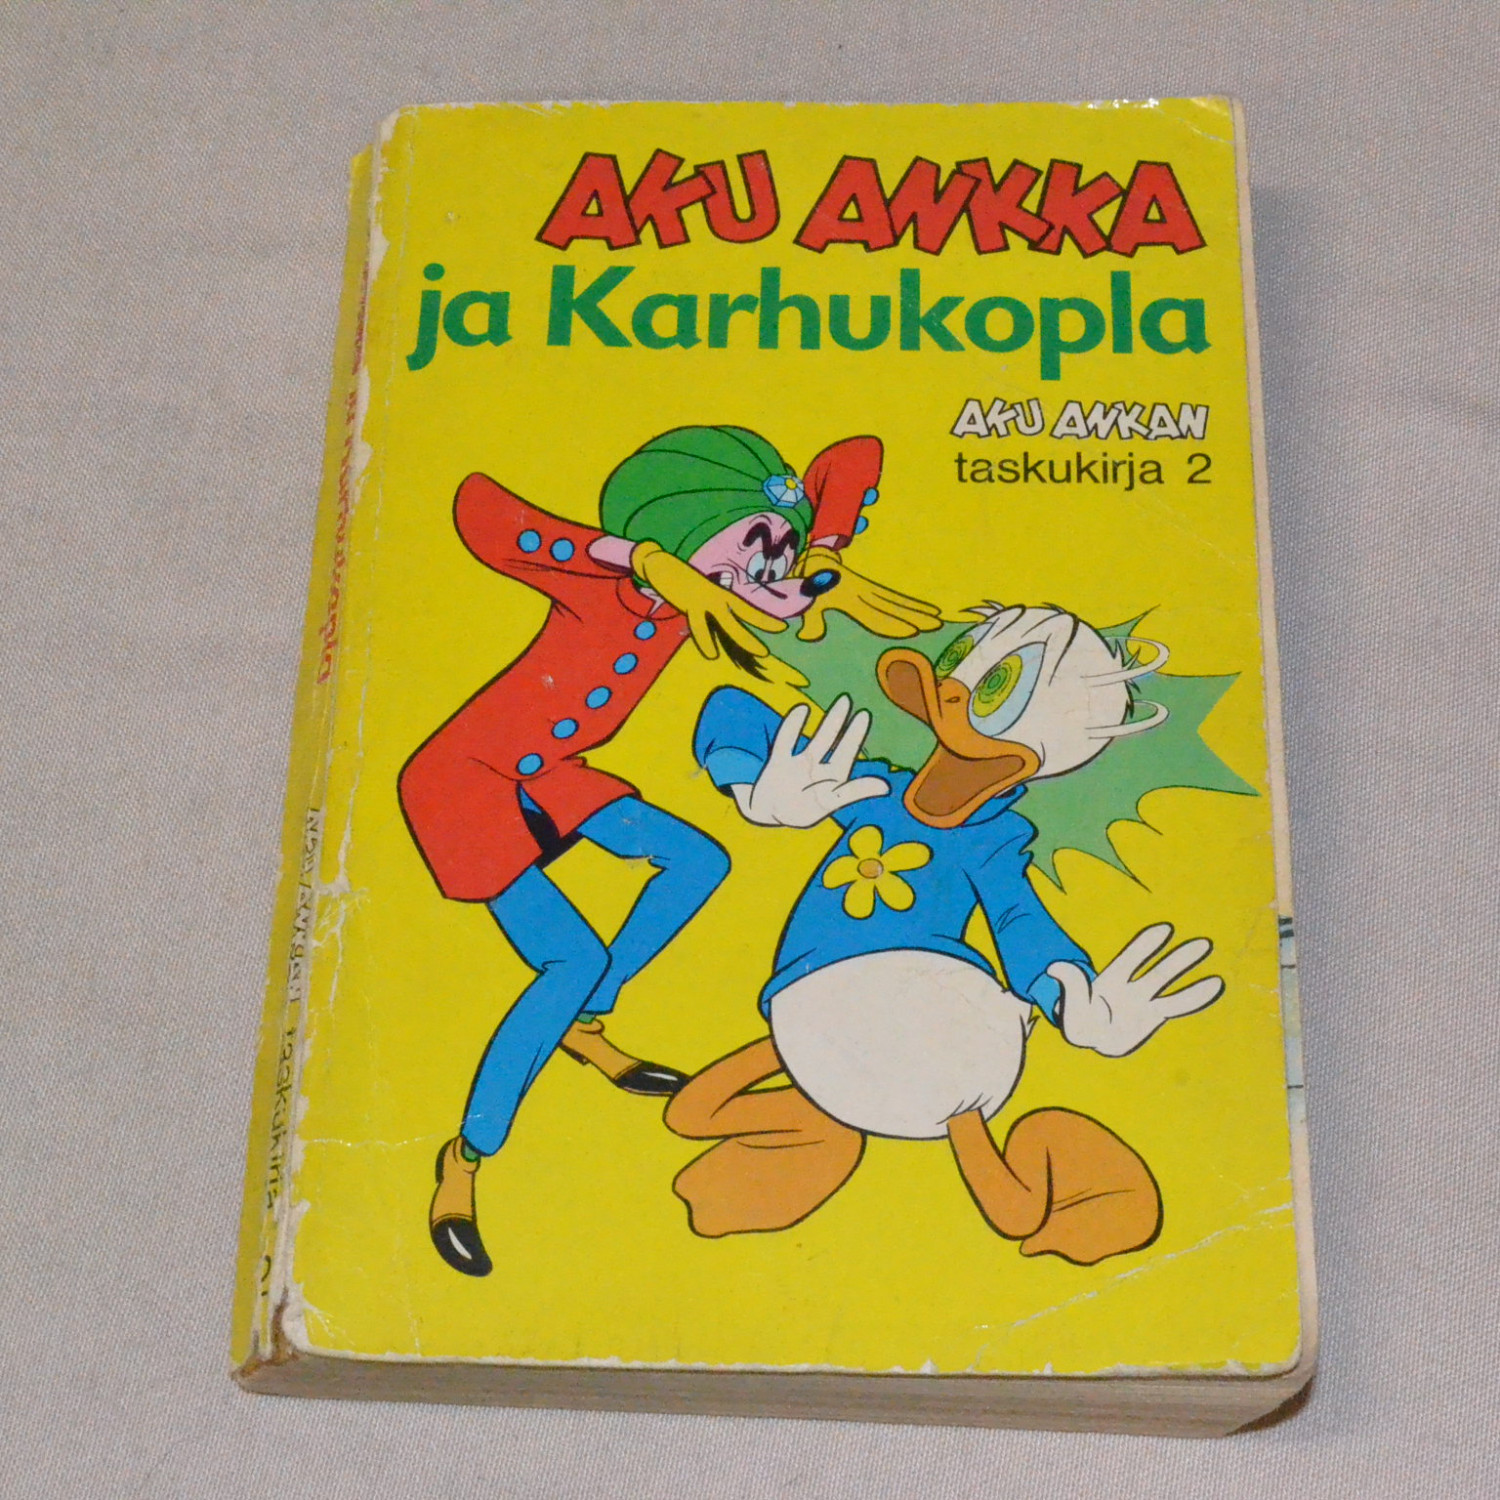 AKU ANKKA
ja Karhukopla
AKU ANKAN
taskukirja 2